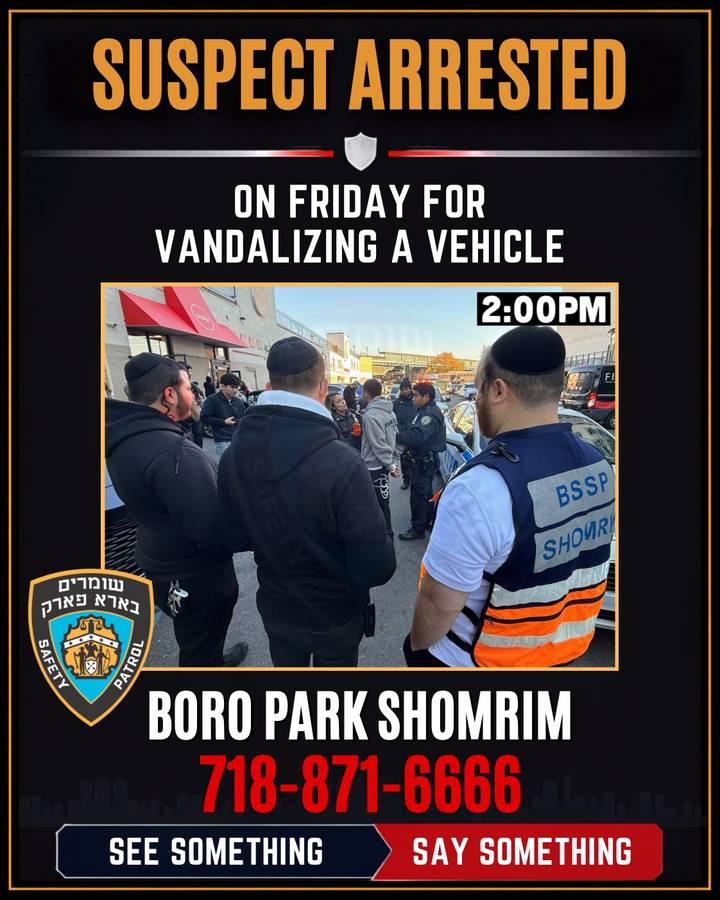 SUSPECT ARRESTED
ON FRIDAY FOR
VANDALIZING A VEHICLE
2:00PM
BSSP
SHOMRI
שומרים
בארא פארק
SAFETY PATROL
BORO PARK SHOMRIM
718-871-6666
SEE SOMETHING SAY SOMETHING